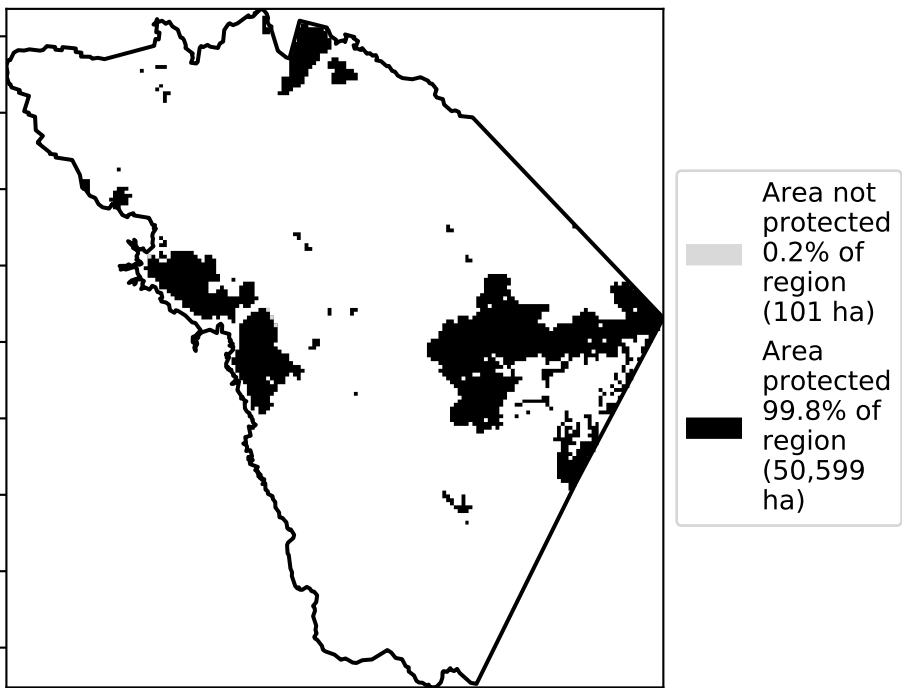 Area not
protected
0.2% of
region
(101 ha)
Area
protected
99.8% of
region
(50,599
ha)